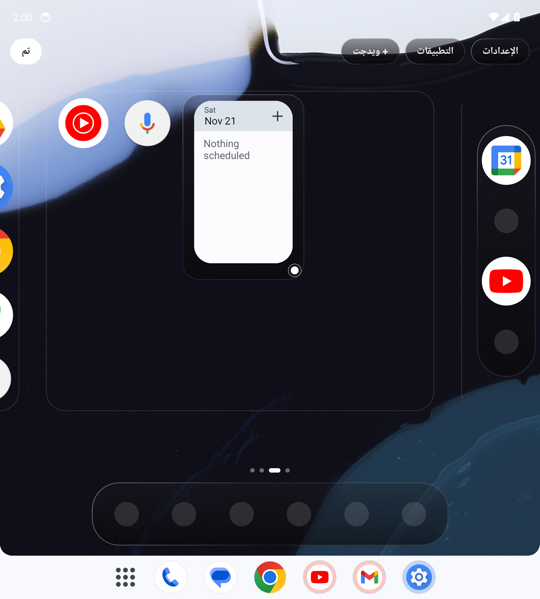 2:00
تم
+ ويدجت
التطبيقات
الإعدادات
Sat
Nov 21
+
Nothing
scheduled
31